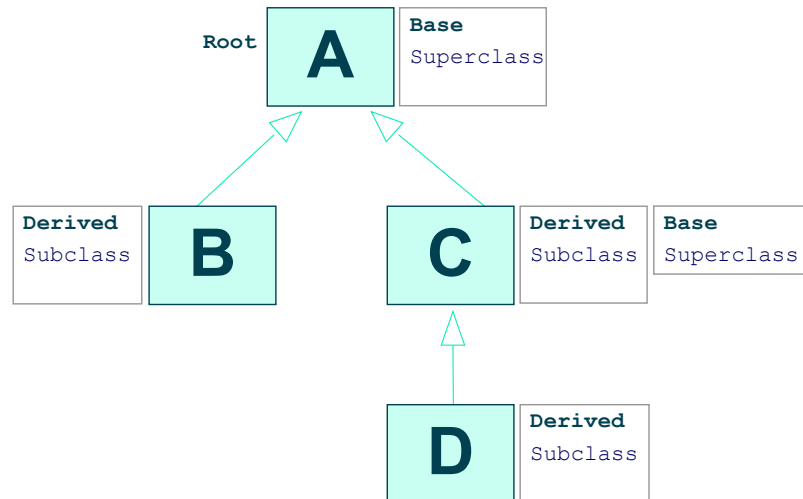 Root
A
Base
Superclass
Derived
Subclass
B
C
Derived
Subclass
Base
Superclass
D
Derived
Subclass